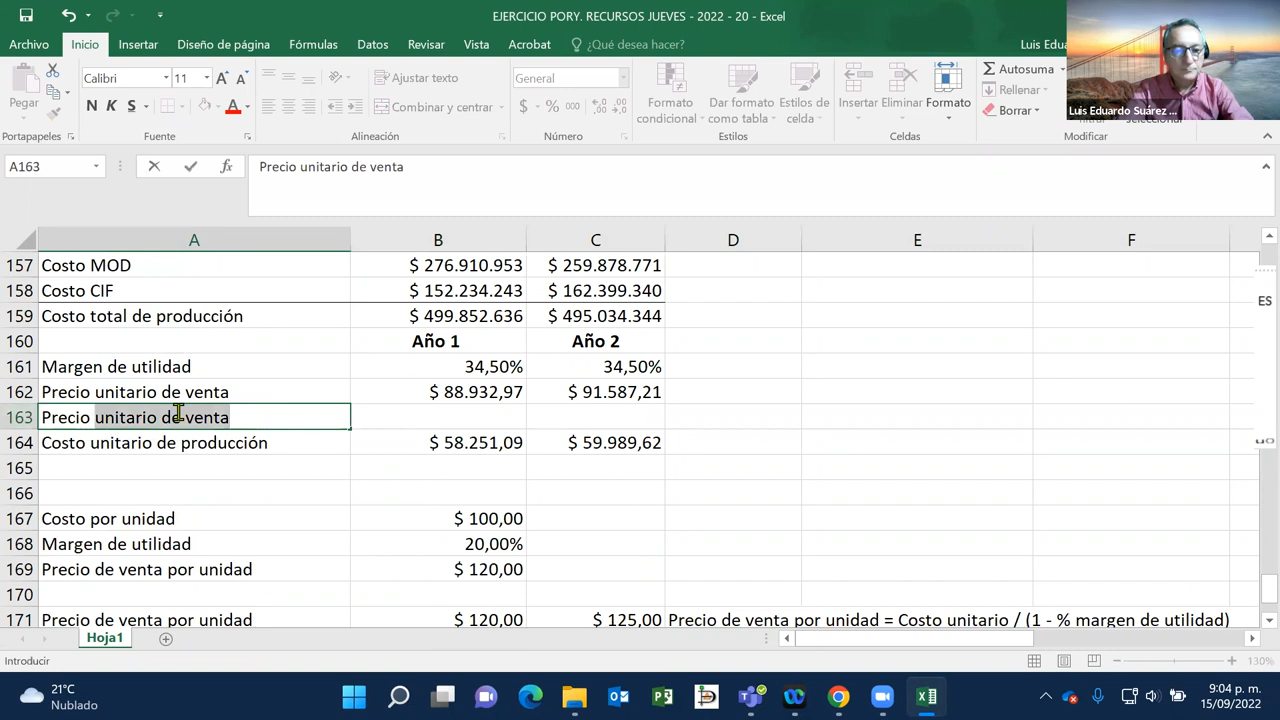 EJERCICIO PORY. RECURSOS JUEVES - 2022 - 20 - Excel
Archivo Inicio Insertar Diseño de página Fórmulas Datos Revisar Vista Acrobat ¿Qué desea hacer? Luis Edu
Luis Eduardo Suárez ...
Pegar
Calibri 11
N K S
Ajustar texto
Combinar y centrar
General
$ % 000
Formato condicional
Dar formato como tabla
Estilos de celda
Insertar Eliminar Formato
Autosuma
Rellenar
Borrar
Portapapeles Fuente Alineación Número Estilos Celdas Modificar
A163 fx Precio unitario de venta
A B C D E F
157 Costo MOD $ 276.910.953 $ 259.878.771
158 Costo CIF $ 152.234.243 $ 162.399.340
159 Costo total de producción $ 499.852.636 $ 495.034.344
160 Año 1 Año 2
161 Margen de utilidad 34,50% 34,50%
162 Precio unitario de venta $ 88.932,97 $ 91.587,21
163 Precio unitario de venta
164 Costo unitario de producción $ 58.251,09 $ 59.989,62
165
166
167 Costo por unidad $ 100,00
168 Margen de utilidad 20,00%
169 Precio de venta por unidad $ 120,00
170
171 Precio de venta por unidad $ 120,00 $ 125,00 Precio de venta por unidad = Costo unitario / (1 - % margen de utilidad)
ES
Hoja1
Introducir 130%
21°C
Nublado
9:04 p. m.
15/09/2022